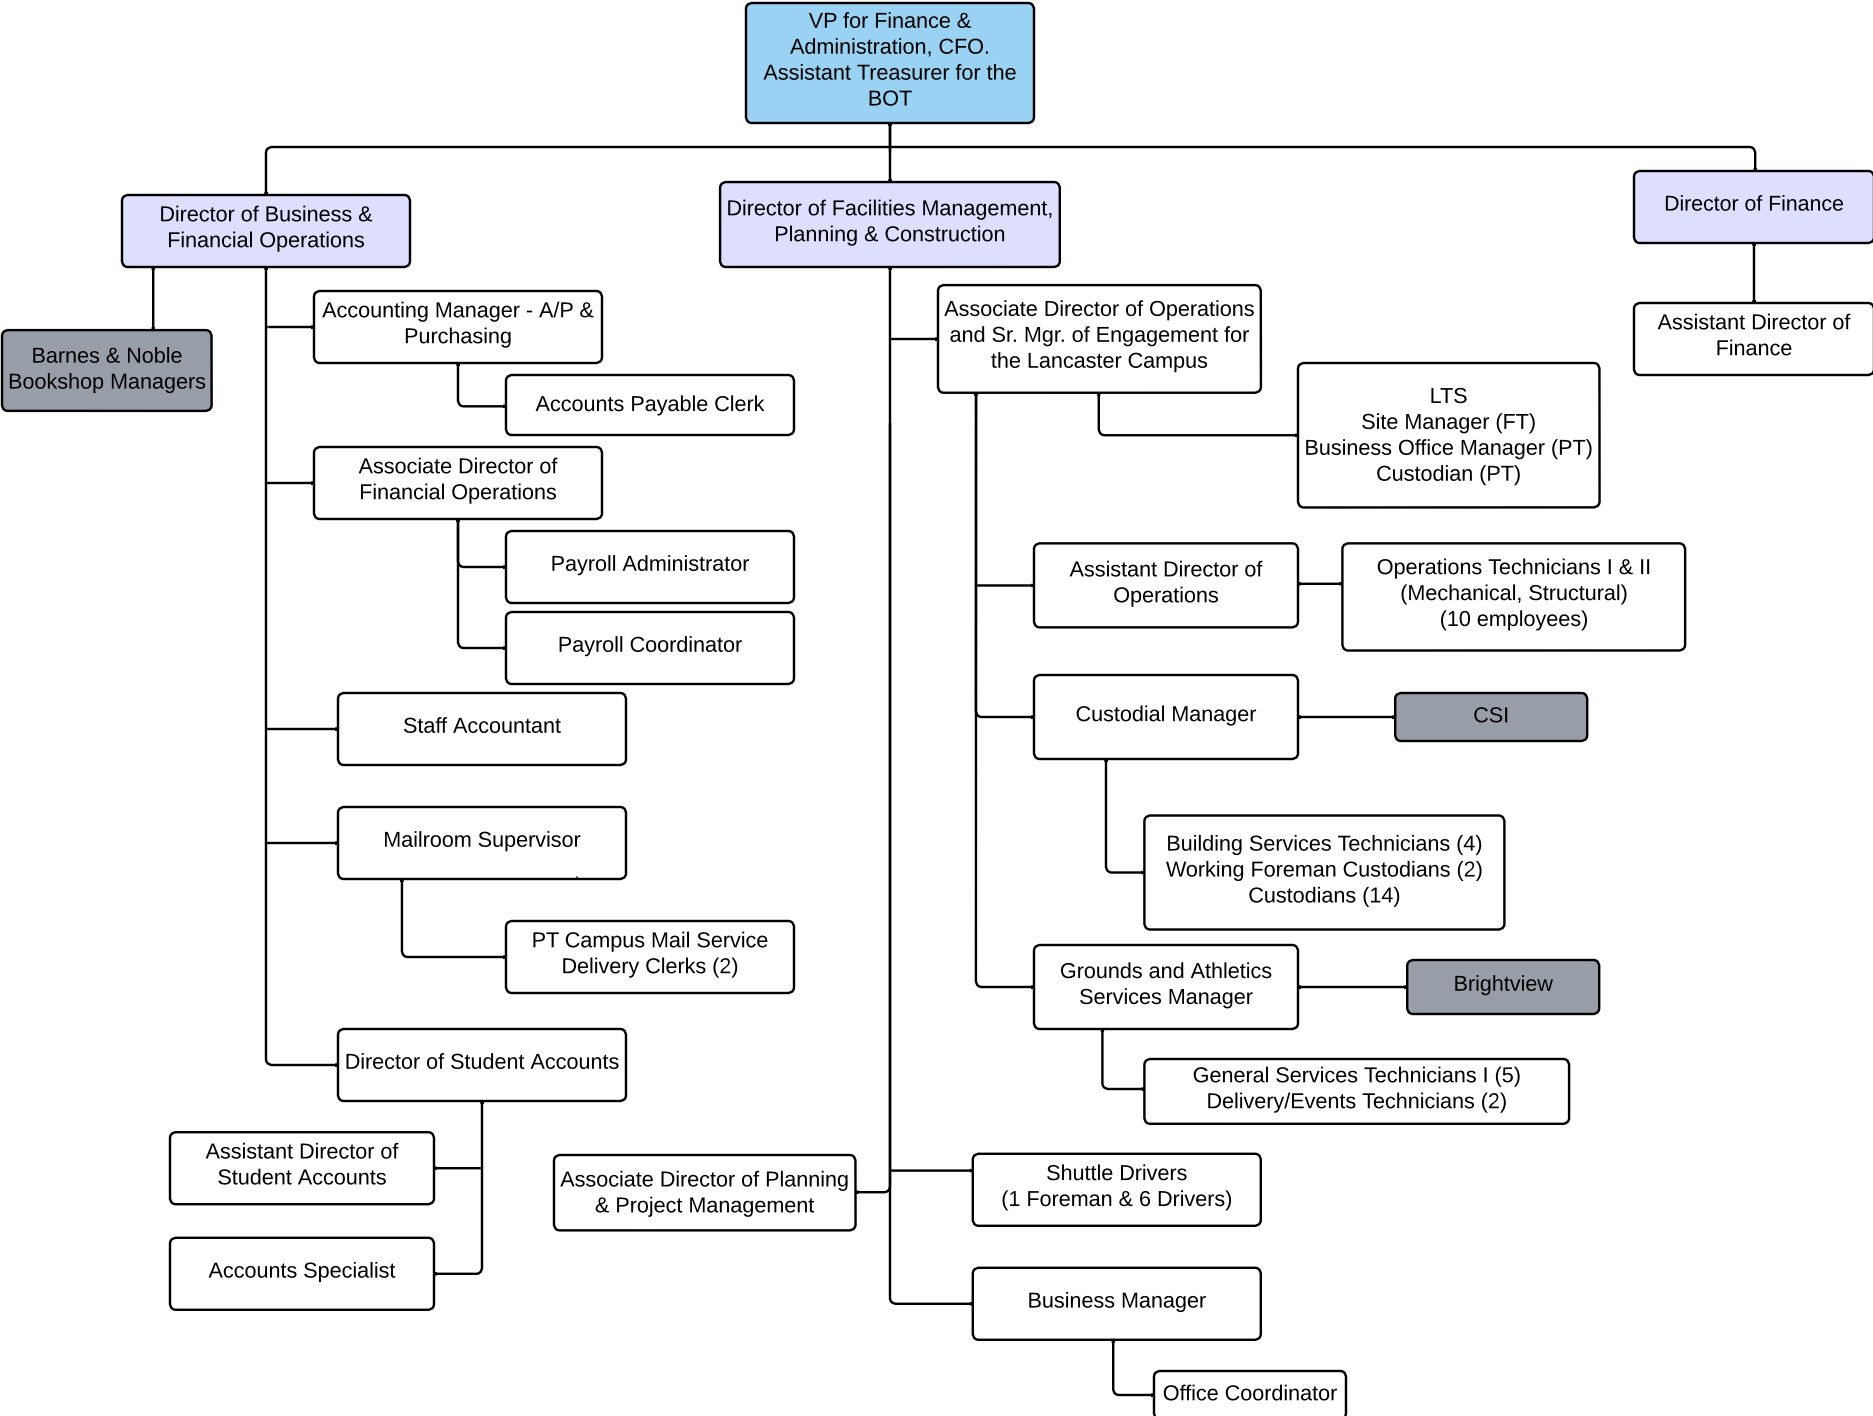 VP for Finance &
Administration, CFO.
Assistant Treasurer for the
BOT
Director of Business &
Financial Operations
Director of Facilities Management,
Planning & Construction
Director of Finance
Barnes & Noble
Bookshop Managers
Accounting Manager - A/P &
Purchasing
Accounts Payable Clerk
Associate Director of
Financial Operations
Payroll Administrator
Payroll Coordinator
Staff Accountant
Mailroom Supervisor
PT Campus Mail Service
Delivery Clerks (2)
Director of Student Accounts
Assistant Director of
Student Accounts
Accounts Specialist
Associate Director of Operations
and Sr. Mgr. of Engagement for
the Lancaster Campus
LTS
Site Manager (FT)
Business Office Manager (PT)
Custodian (PT)
Assistant Director of
Operations
Operations Technicians I & II
(Mechanical, Structural)
(10 employees)
Custodial Manager
CSI
Building Services Technicians (4)
Working Foreman Custodians (2)
Custodians (14)
Grounds and Athletics
Services Manager
Brightview
General Services Technicians I (5)
Delivery/Events Technicians (2)
Associate Director of Planning
& Project Management
Shuttle Drivers
(1 Foreman & 6 Drivers)
Business Manager
Office Coordinator
Assistant Director of
Finance